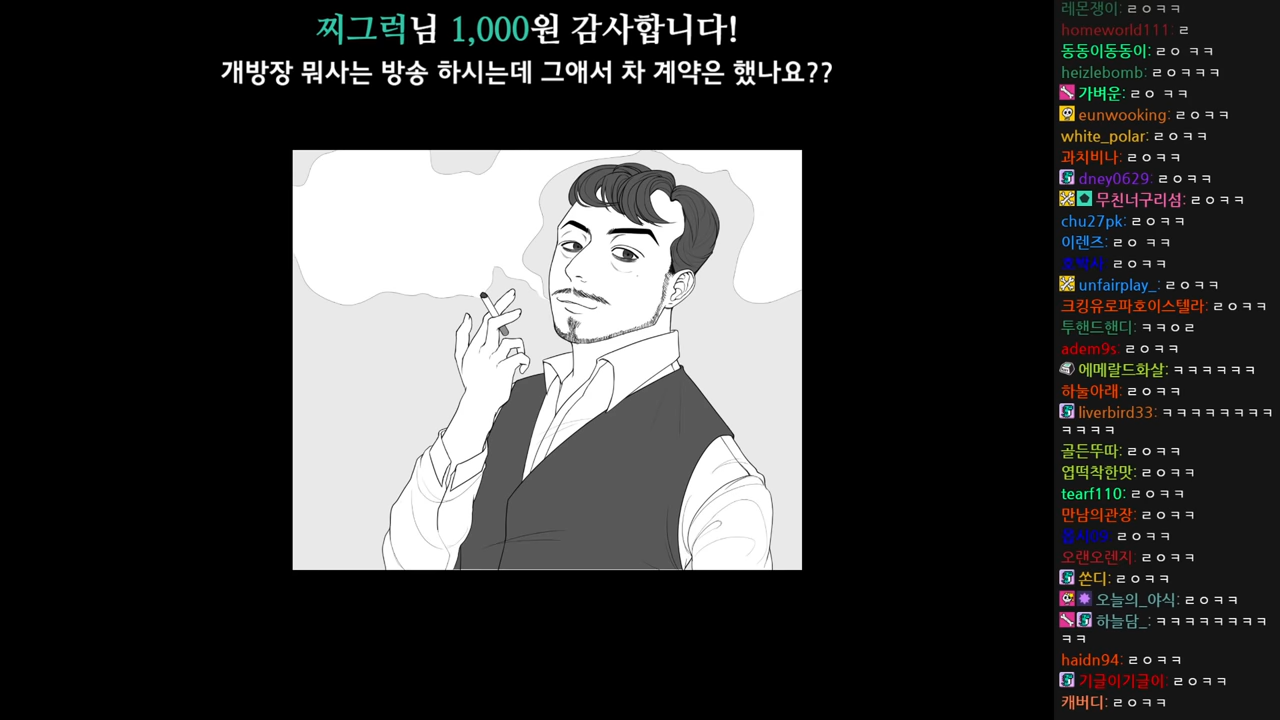 찌그럭님 1,000원 감사합니다!
개방장 뭐사는 방송 하시는데 그애서 차 계약은 했나요??
레몬쟁이: ㄹㅇㅋㅋ
homeworld111: ㄹ
동동이동동이: ㄹㅇ ㅋㅋ
heizlebomb: ㄹㅇㅋㅋㅋ
가벼운: ㄹㅇ ㅋㅋ
eunwooking: ㄹㅇㅋㅋ
white_polar: ㄹㅇㅋㅋ
과치비나: ㄹㅇㅋㅋ
dney0629: ㄹㅇㅋㅋ
무친너구리섬: ㄹㅇㅋㅋ
chu27pk: ㄹㅇㅋㅋ
이렌즈: ㄹㅇ ㅋㅋ
ㄹㅇㅋㅋ
unfairplay_: ㄹㅇㅋㅋ
크킹유로파호이스텔라: ㄹㅇㅋㅋ
투핸드핸디: ㅋㅋㅇㄹ
adem9s: ㄹㅇㅋㅋ
에메랄드화살: ㅋㅋㅋㅋㅋㅋ
하눌아래: ㄹㅇㅋㅋ
liverbird33: ㅋㅋㅋㅋㅋㅋㅋㅋ
ㅋㅋㅋㅋ
골든뚜따: ㄹㅇㅋㅋ
엽떡착한맛: ㄹㅇㅋㅋ
tearf110: ㄹㅇㅋㅋ
만남의관장: ㄹㅇㅋㅋ
ㄹㅇㅋㅋ
오랜오렌지: ㄹㅇㅋㅋ
쏜디: ㄹㅇㅋㅋ
오늘의_야식: ㄹㅇㅋㅋ
하늘담_: ㅋㅋㅋㅋㅋㅋㅋㅋ
ㅋㅋ
haidn94: ㄹㅇㅋㅋ
기글이기글이: ㄹㅇㅋㅋ
캐버디: ㄹㅇㅋㅋ